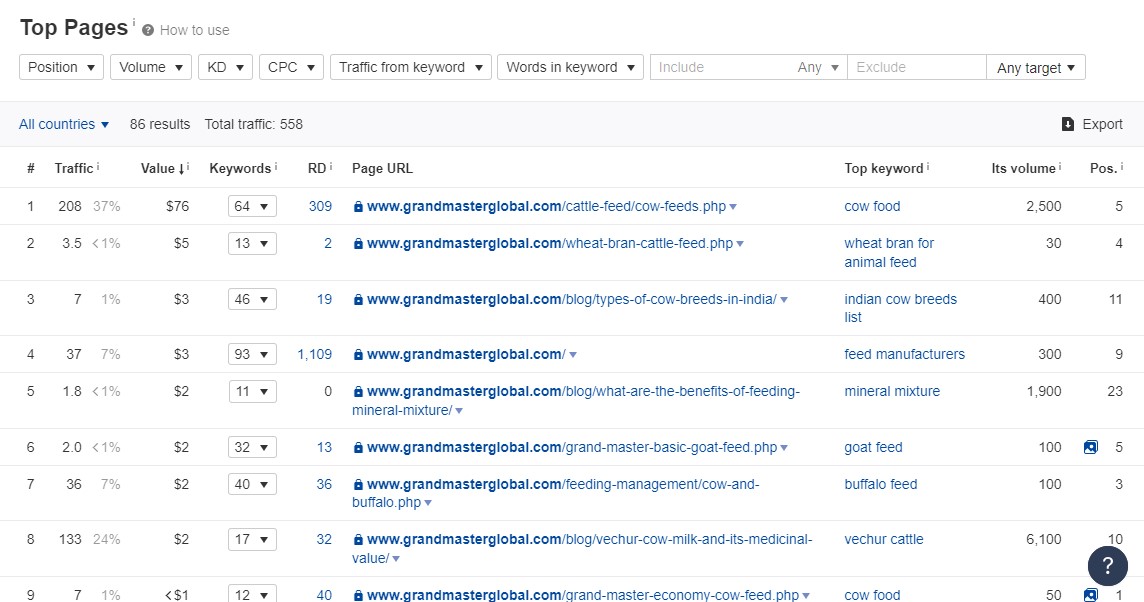 Top Pages i ? How to use
Position ▼ Volume ▼ KD ▼ CPC ▼ Traffic from keyword ▼ Words in keyword ▼ Include Any ▼ Exclude Any target ▼
All countries ▼ 86 results Total traffic: 558 Export
# Traffic i Value ↓ i Keywords i RD i Page URL Top keyword i Its volume i Pos. i
1 208 37% $76 64 ▼ 309 www.grandmasterglobal.com/cattle-feed/cow-feeds.php ▼ cow food 2,500 5
2 3.5 <1% $5 13 ▼ 2 www.grandmasterglobal.com/wheat-bran-cattle-feed.php ▼ wheat bran for 30 4
animal feed
3 7 1% $3 46 ▼ 19 www.grandmasterglobal.com/blog/types-of-cow-breeds-in-india/ ▼ indian cow breeds 400 11
list
4 37 7% $3 93 ▼ 1,109 www.grandmasterglobal.com/ ▼ feed manufacturers 300 9
5 1.8 <1% $2 11 ▼ 0 www.grandmasterglobal.com/blog/what-are-the-benefits-of-feeding- mineral mixture 1,900 23
mineral-mixture/ ▼
6 2.0 <1% $2 32 ▼ 13 www.grandmasterglobal.com/grand-master-basic-goat-feed.php ▼ goat feed 100 5
7 36 7% $2 40 ▼ 36 www.grandmasterglobal.com/feeding-management/cow-and- buffalo feed 100 3
buffalo.php ▼
8 133 24% $2 17 ▼ 32 www.grandmasterglobal.com/blog/vechur-cow-milk-and-its-medicinal- vechur cattle 6,100 10
value/ ▼
?
9 7 1% <$1 12 ▼ 40 www.grandmasterglobal.com/grand-master-economy-cow-feed.php ▼ cow food 50 1